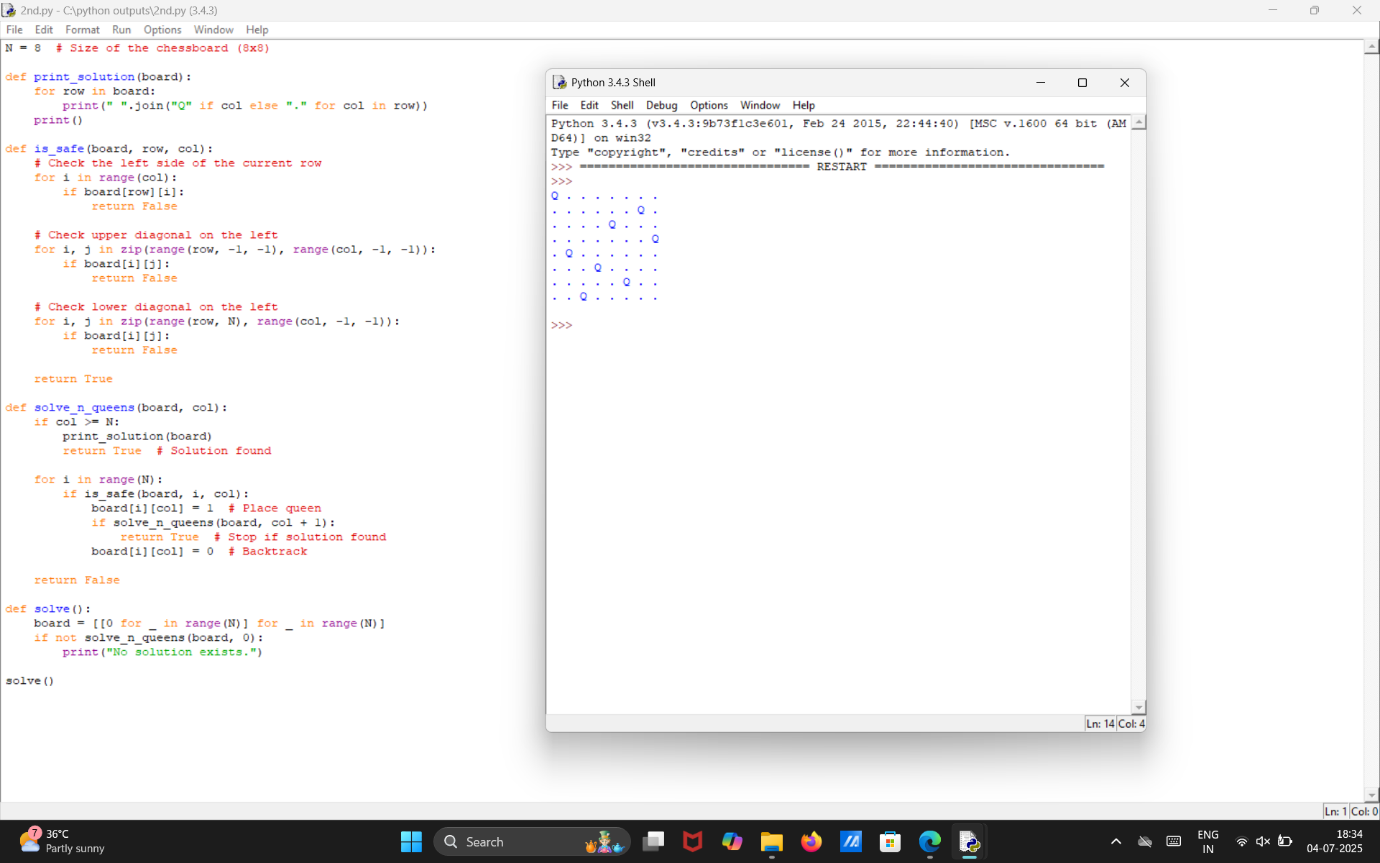 2nd.py - C:\python outputs\2nd.py (3.4.3)
File Edit Format Run Options Window Help
N = 8  # Size of the chessboard (8x8)

def print_solution(board):
    for row in board:
        print(" ".join("Q" if col else "." for col in row))
    print()

def is_safe(board, row, col):
    # Check the left side of the current row
    for i in range(col):
        if board[row][i]:
            return False

    # Check upper diagonal on the left
    for i, j in zip(range(row, -1, -1), range(col, -1, -1)):
        if board[i][j]:
            return False

    # Check lower diagonal on the left
    for i, j in zip(range(row, N), range(col, -1, -1)):
        if board[i][j]:
            return False

    return True

def solve_n_queens(board, col):
    if col >= N:
        print_solution(board)
        return True  # Solution found

    for i in range(N):
        if is_safe(board, i, col):
            board[i][col] = 1  # Place queen
            if solve_n_queens(board, col + 1):
                return True  # Stop if solution found
            board[i][col] = 0  # Backtrack

    return False

def solve():
    board = [[0 for _ in range(N)] for _ in range(N)]
    if not solve_n_queens(board, 0):
        print("No solution exists.")

solve()
Python 3.4.3 Shell
File Edit Shell Debug Options Window Help
Python 3.4.3 (v3.4.3:9b73f1c3e601, Feb 24 2015, 22:44:40) [MSC v.1600 64 bit (AM
D64)] on win32
Type "copyright", "credits" or "license()" for more information.
>>> ================================ RESTART ================================
>>>
Q . . . . . . .
. . . . . . Q .
. . . . Q . . .
. . . . . . . Q
. Q . . . . . .
. . . Q . . . .
. . . . . Q . .
. . Q . . . . .

>>>
Ln: 14 Col: 4
Ln: 1 Col: 0
7
36°C
Partly sunny
Search
ENG
IN
18:34
04-07-2025